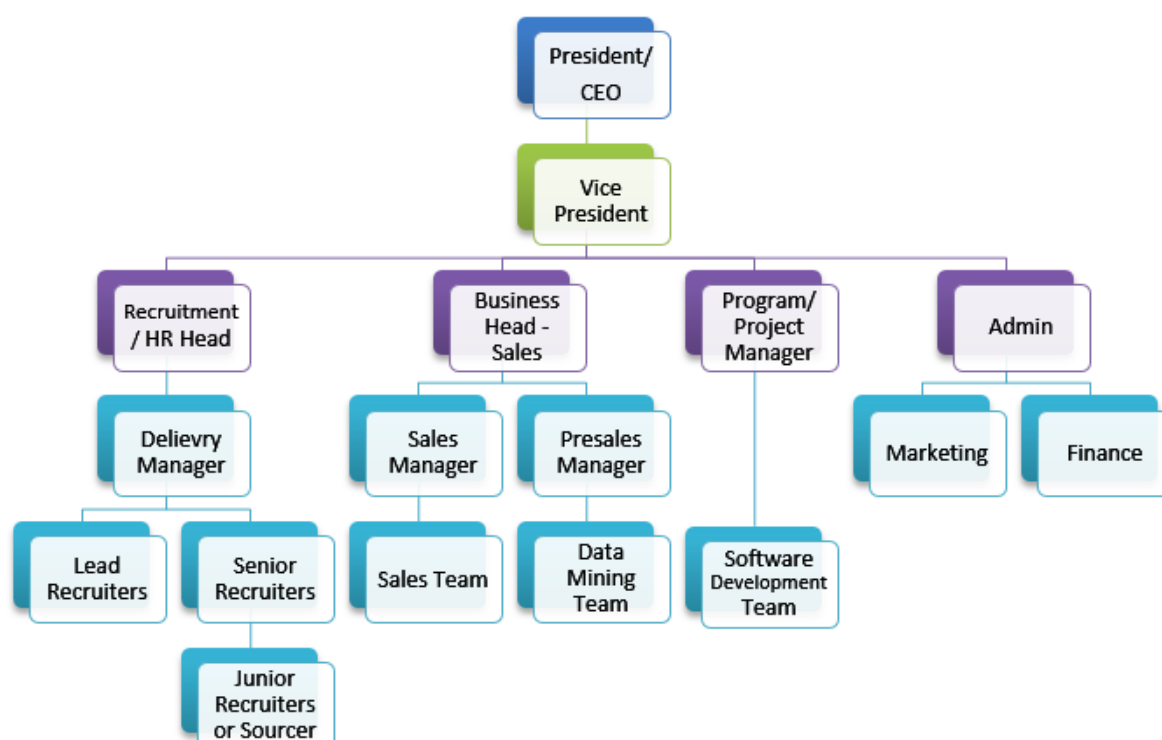 President/
CEO
Vice
President
Recruitment
/ HR Head
Business
Head -
Sales
Program/
Project
Manager
Admin
Delievry
Manager
Sales
Manager
Presales
Manager
Marketing
Finance
Lead
Recruiters
Senior
Recruiters
Sales Team
Data
Mining
Team
Software
Development
Team
Junior
Recruiters
or Sourcer